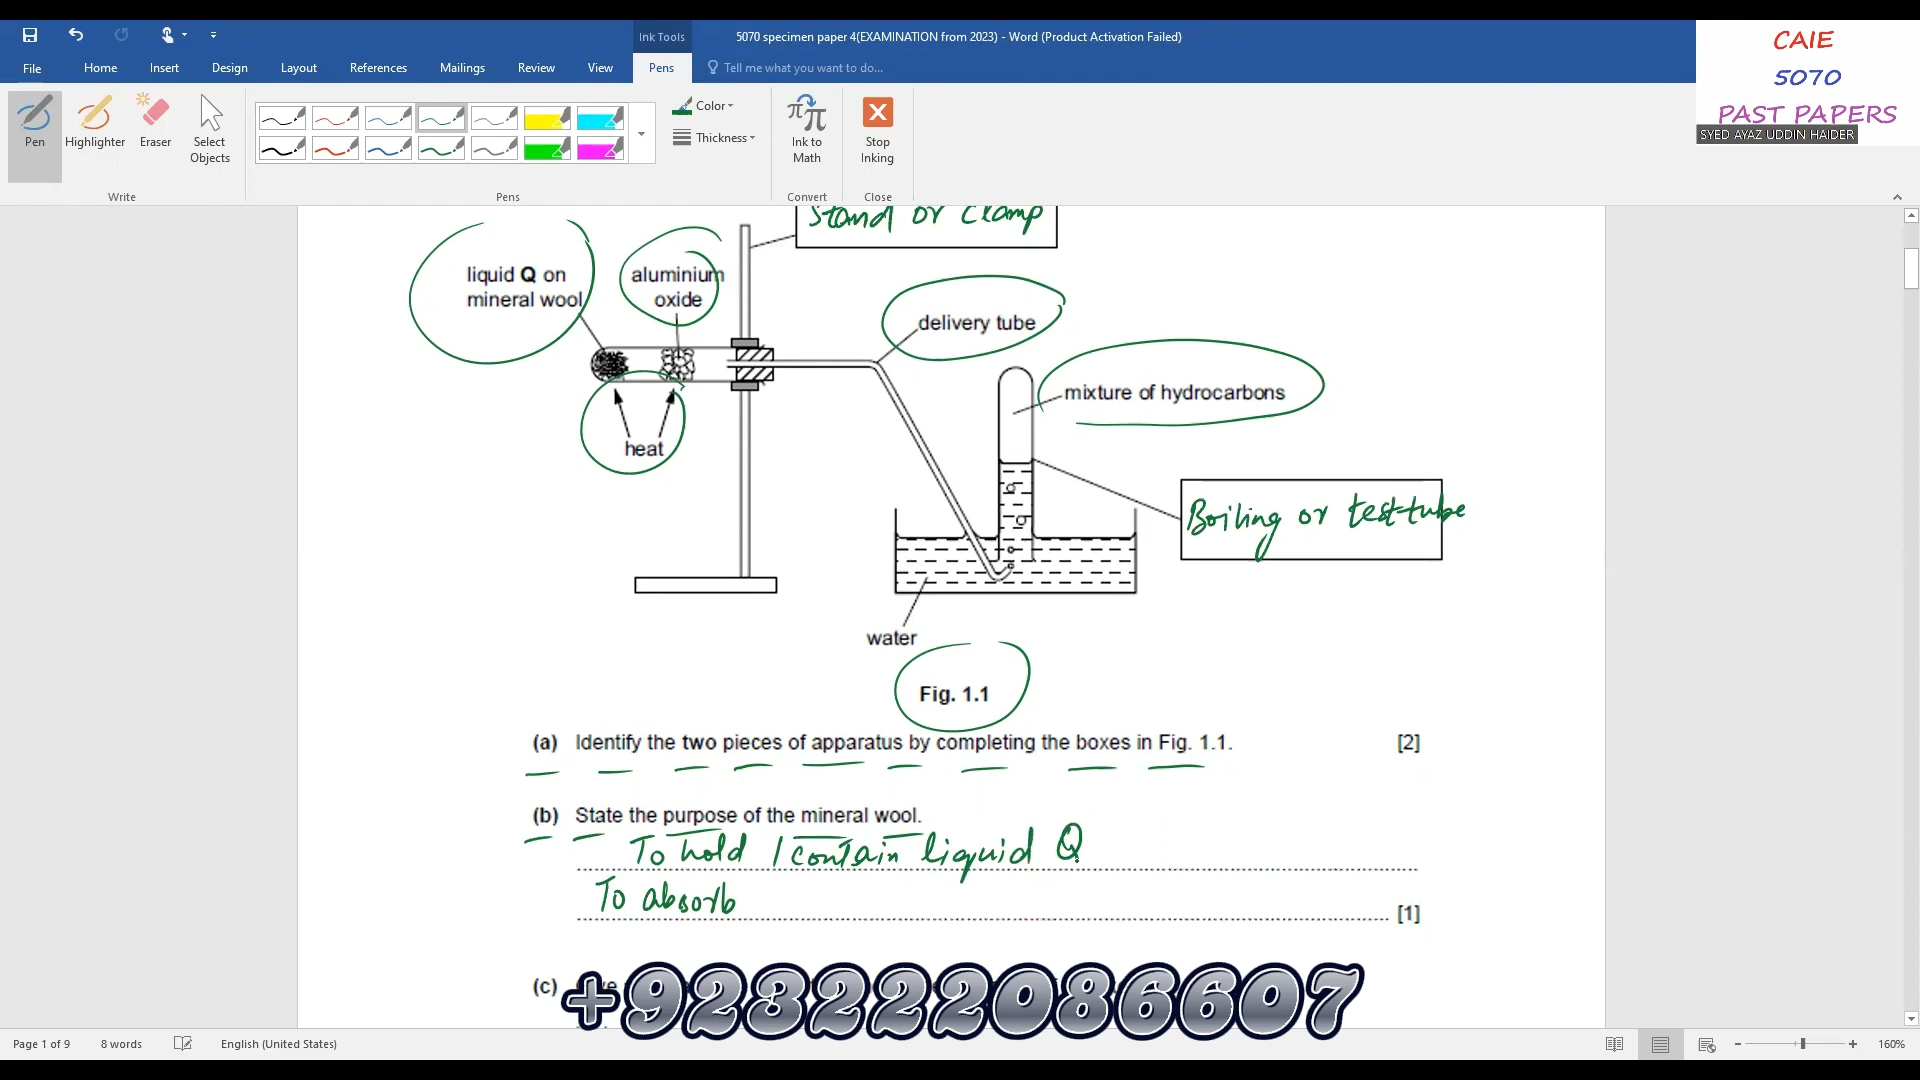 Ink Tools
5070 specimen paper 4(EXAMINATION from 2023) - Word (Product Activation Failed)
File Home Insert Design Layout References Mailings Review View Pens Tell me what you want to do...
CAIE
5070
PAST PAPERS
SYED AYAZ UDDIN HAIDER
Pen Highlighter Eraser Select Objects
Color
Thickness
Ink to Math
Stop Inking
Write Pens Convert Close
Stand or Clamp
liquid Q on
mineral wool
aluminium
oxide
delivery tube
mixture of hydrocarbons
heat
Boiling or test-tube
water
Fig. 1.1
(a) Identify the two pieces of apparatus by completing the boxes in Fig. 1.1. [2]
(b) State the purpose of the mineral wool.
To hold / contain liquid Q
To absorb
[1]
(c)
+923222086607
Page 1 of 9 8 words English (United States) 160%